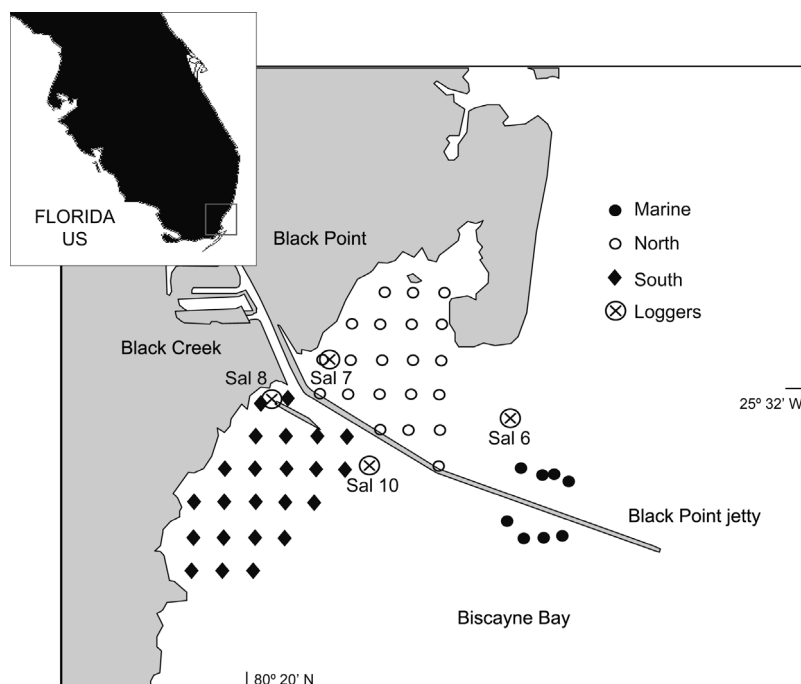 FLORIDA
US
Black Point
Marine
North
South
Loggers
Black Creek
Sal 8
Sal 7
25º 32’ W
Sal 6
Sal 10
Black Point jetty
Biscayne Bay
80º 20’ N